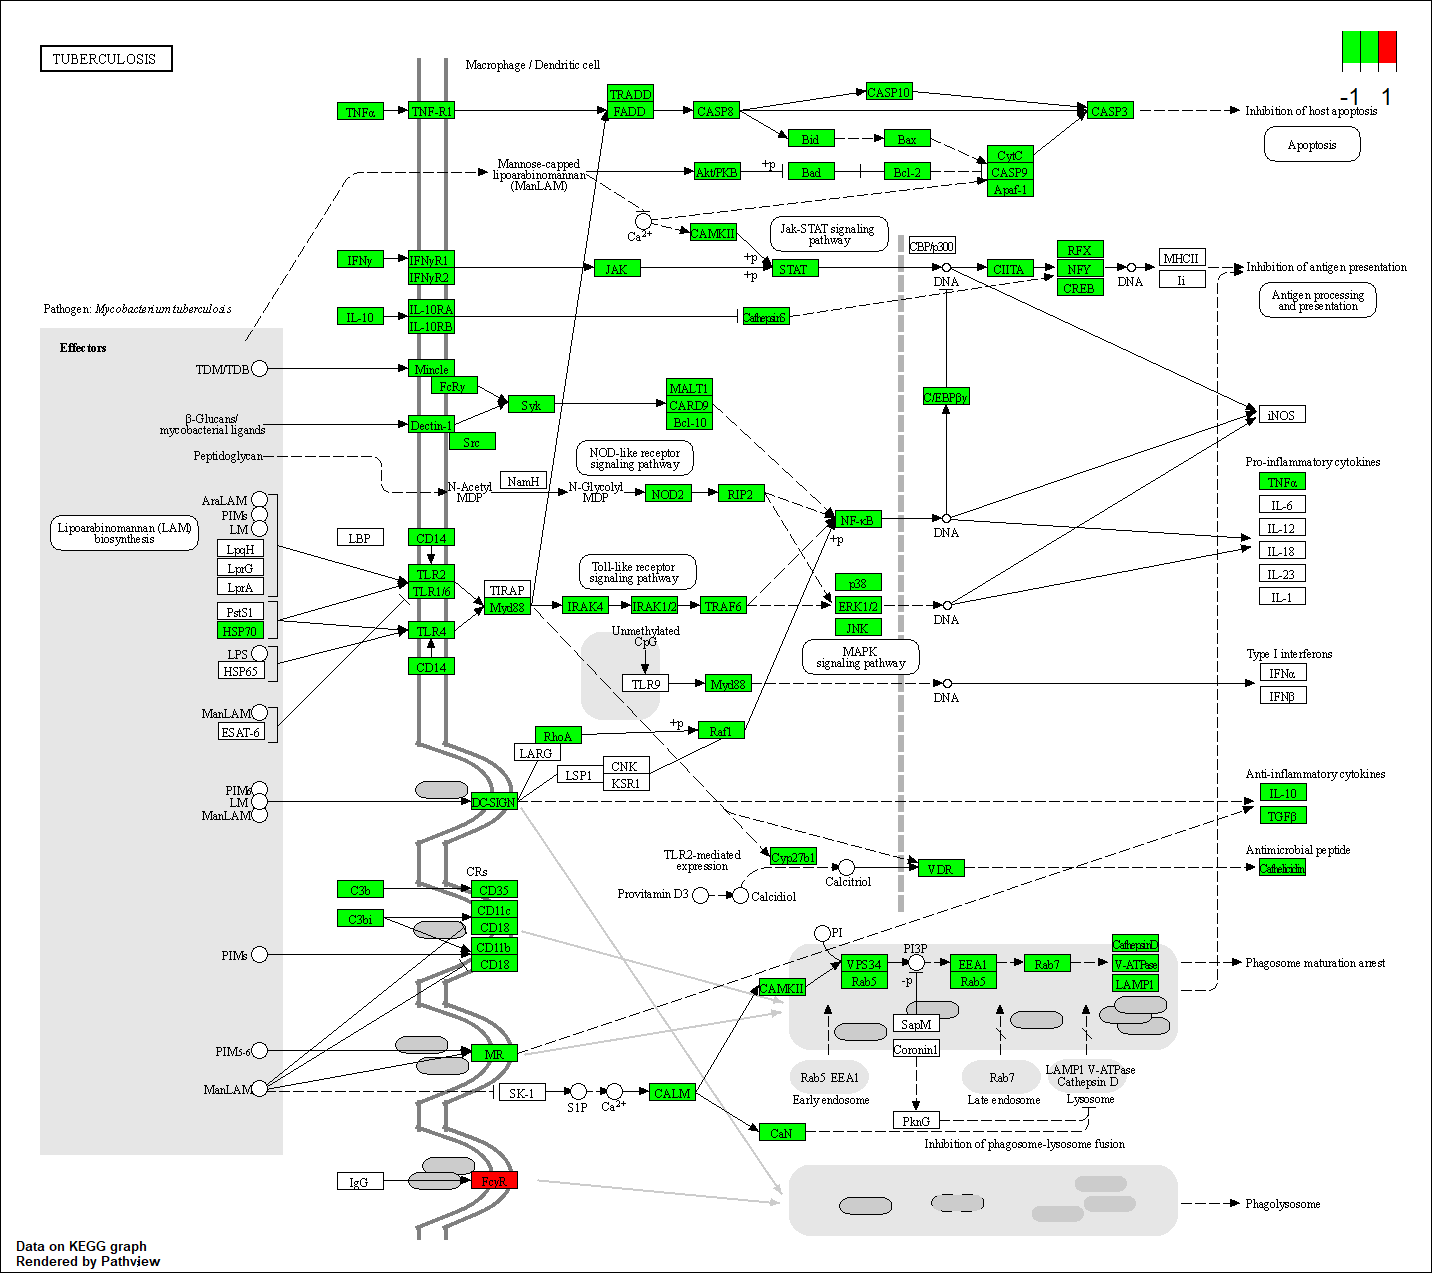 TUBERCULOSIS
Macrophage / Dendritic cell
-1 1
TNFα
TNF-R1
TRADD
FADD
CASP8
CASP10
CASP3
Inhibition of host apoptosis
Apoptosis
Bid
Bax
CytC
CASP9
Apaf-1
Mannose-capped
lipoarabinomannan
(ManLAM)
Akt/PKB
+p
Bad
Bcl-2
Ca2+
CAMKII
Jak-STAT signaling
pathway
IFNγ
IFNγR1
IFNγR2
JAK
+p
+p
STAT
CBP/p300
DNA
CIITA
RFX
NFY
CREB
DNA
MHCII
Ii
Inhibition of antigen presentation
Antigen processing
and presentation
Pathogen: Mycobacterium tuberculosis
IL-10
IL-10RA
IL-10RB
CathepsinS
Effectors
TDM/TDB
Mincle
FcRγ
Syk
MALT1
CARD9
Bcl-10
C/EBPβγ
iNOS
β-Glucans/
mycobacterial ligands
Dectin-1
Src
Peptidoglycan
N-Acetyl
MDP
NamH
N-Glycolyl
MDP
NOD-like receptor
signaling pathway
NOD2
RIP2
NF-κB
+p
DNA
Pro-inflammatory cytokines
TNFα
IL-6
IL-12
IL-18
IL-23
IL-1
AraLAM
PIMs
LM
LpqH
LprG
LprA
Lipoarabinomannan (LAM)
biosynthesis
LBP
CD14
TLR2
TLR1/6
TIRAP
Myd88
Toll-like receptor
signaling pathway
IRAK4
IRAK1/2
TRAF6
p38
ERK1/2
JNK
DNA
MAPK
signaling pathway
PstS1
HSP70
TLR4
LPS
HSP65
CD14
Unmethylated
CpG
TLR9
Myd88
DNA
Type I interferons
IFNα
IFNβ
ManLAM
ESAT-6
RhoA
LARG
+p
Raf1
LSP1
CNK
KSR1
PIMs
LM
ManLAM
DC-SIGN
Anti-inflammatory cytokines
IL-10
TGFβ
TLR2-mediated
expression
Cyp27b1
Provitamin D3
Calcidiol
Calcitriol
VDR
Antimicrobial peptide
Cathelicidin
CRs
C3b
CD35
C3bi
CD11c
CD18
CD11b
CD18
PIMs
PI
PI3P
VPS34
Rab5
-p
EEA1
Rab5
Rab7
CathepsinD
V-ATPase
LAMP1
Phagosome maturation arrest
CAMKII
SapM
Coronin1
PIM5-6
MR
ManLAM
SK-1
S1P
Ca2+
CALM
CaN
Rab5 EEA1
Early endosome
Rab7
Late endosome
LAMP1 V-ATPase
Cathepsin D
Lysosome
PknG
Inhibition of phagosome-lysosome fusion
IgG
FcγR
Phagolysosome
Data on KEGG graph
Rendered by Pathview